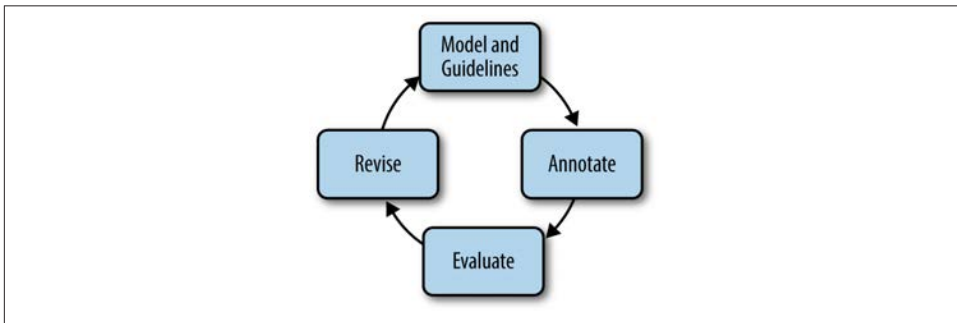 Model and
Guidelines
Revise
Annotate
Evaluate